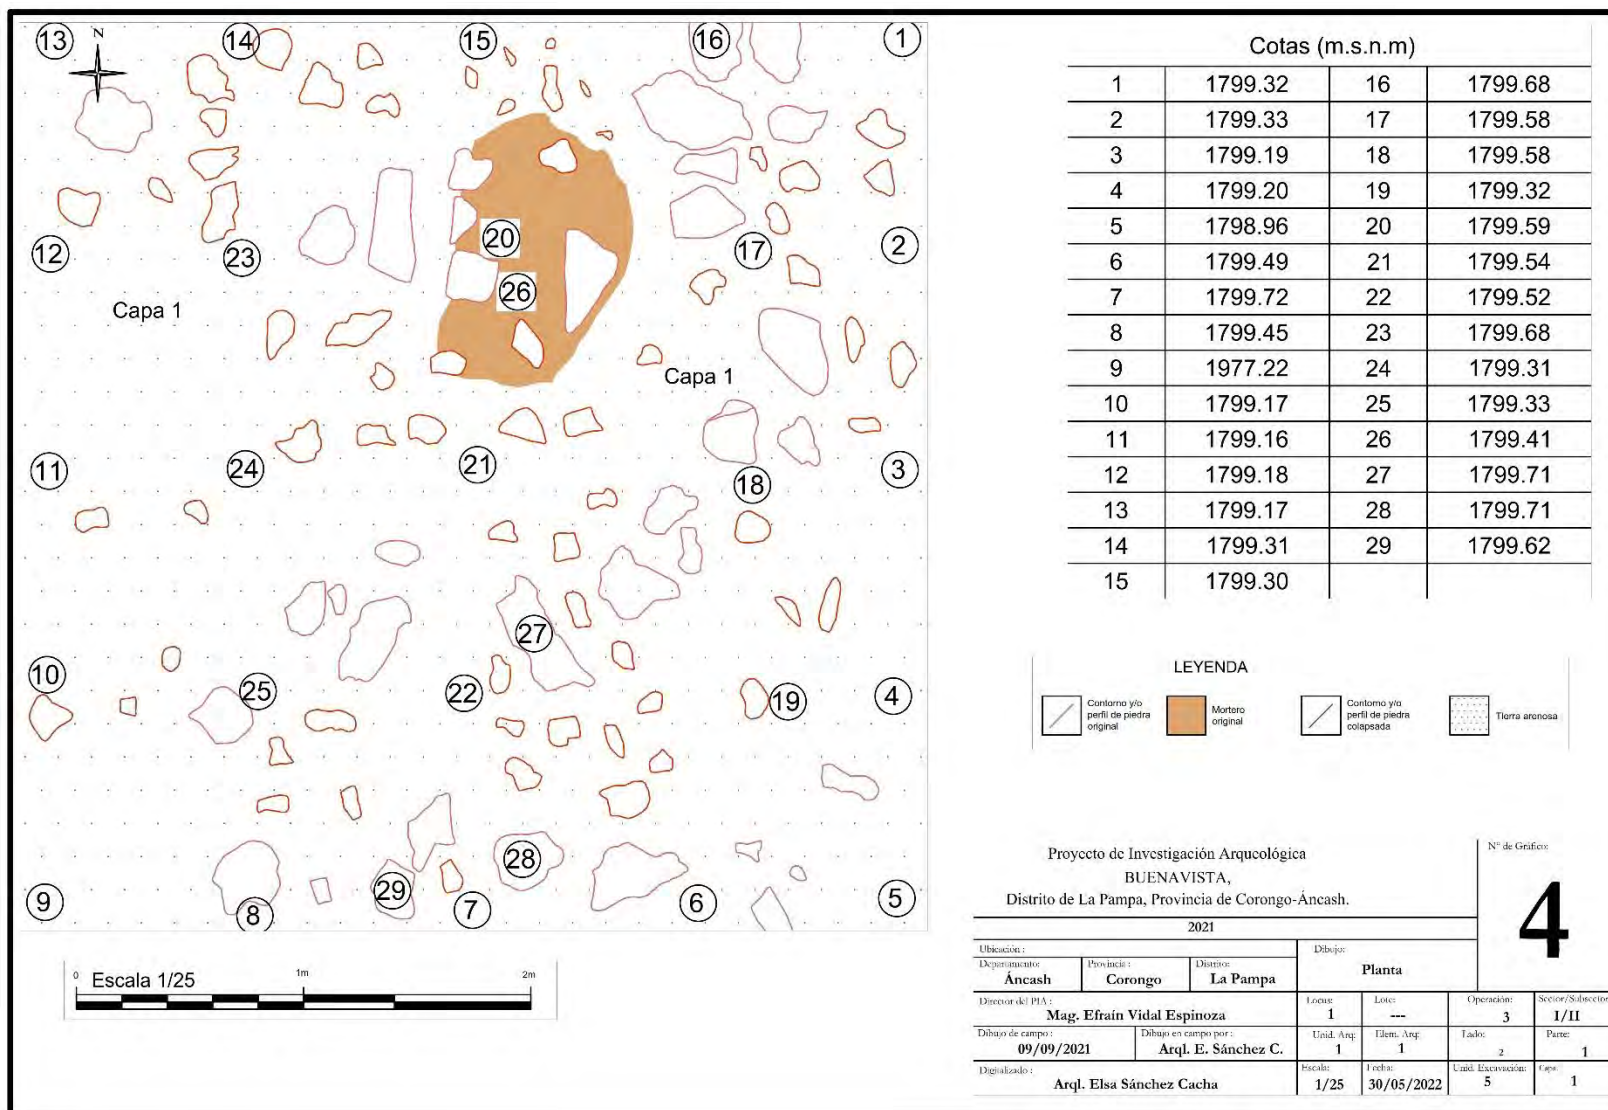 13 14 15 16 1
N
12 23 20 17 2
26
Capa 1
Capa 1
11 24 21 18 3
27
10 25 22 19 4
28
29
9 8 7 6 5
0 1m 2m
Escala 1/25
Cotas (m.s.n.m)
1 1799.32 16 1799.68
2 1799.33 17 1799.58
3 1799.19 18 1799.58
4 1799.20 19 1799.32
5 1798.96 20 1799.59
6 1799.49 21 1799.54
7 1799.72 22 1799.52
8 1799.45 23 1799.68
9 1977.22 24 1799.31
10 1799.17 25 1799.33
11 1799.16 26 1799.41
12 1799.18 27 1799.71
13 1799.17 28 1799.71
14 1799.31 29 1799.62
15 1799.30
LEYENDA
Contorno y/o
perfil de piedra
original
Mortero
original
Contorno y/o
perfil de piedra
colapsada
Tierra arenosa
Proyecto de Investigación Arqueológica
BUENAVISTA,
Distrito de La Pampa, Provincia de Corongo-Áncash.
2021
N° de Gráfico:
4
Ubicación :
Departamento: Provincia : Distrito:
Áncash Corongo La Pampa
Dibujo:
Planta
Director del PIA :
Mag. Efraín Vidal Espinoza
Locus: Lote: Operación: Sector/Subsector
1 --- 3 I/II
Dibujo de campo : Dibujo en campo por :
09/09/2021 Arql. E. Sánchez C.
Unid. Arq: Elem. Arq: Lado: Parte:
1 1 2 1
Digitalizado :
Arql. Elsa Sánchez Cacha
Escala: Fecha: Unid. Excavación: Capa:
1/25 30/05/2022 5 1